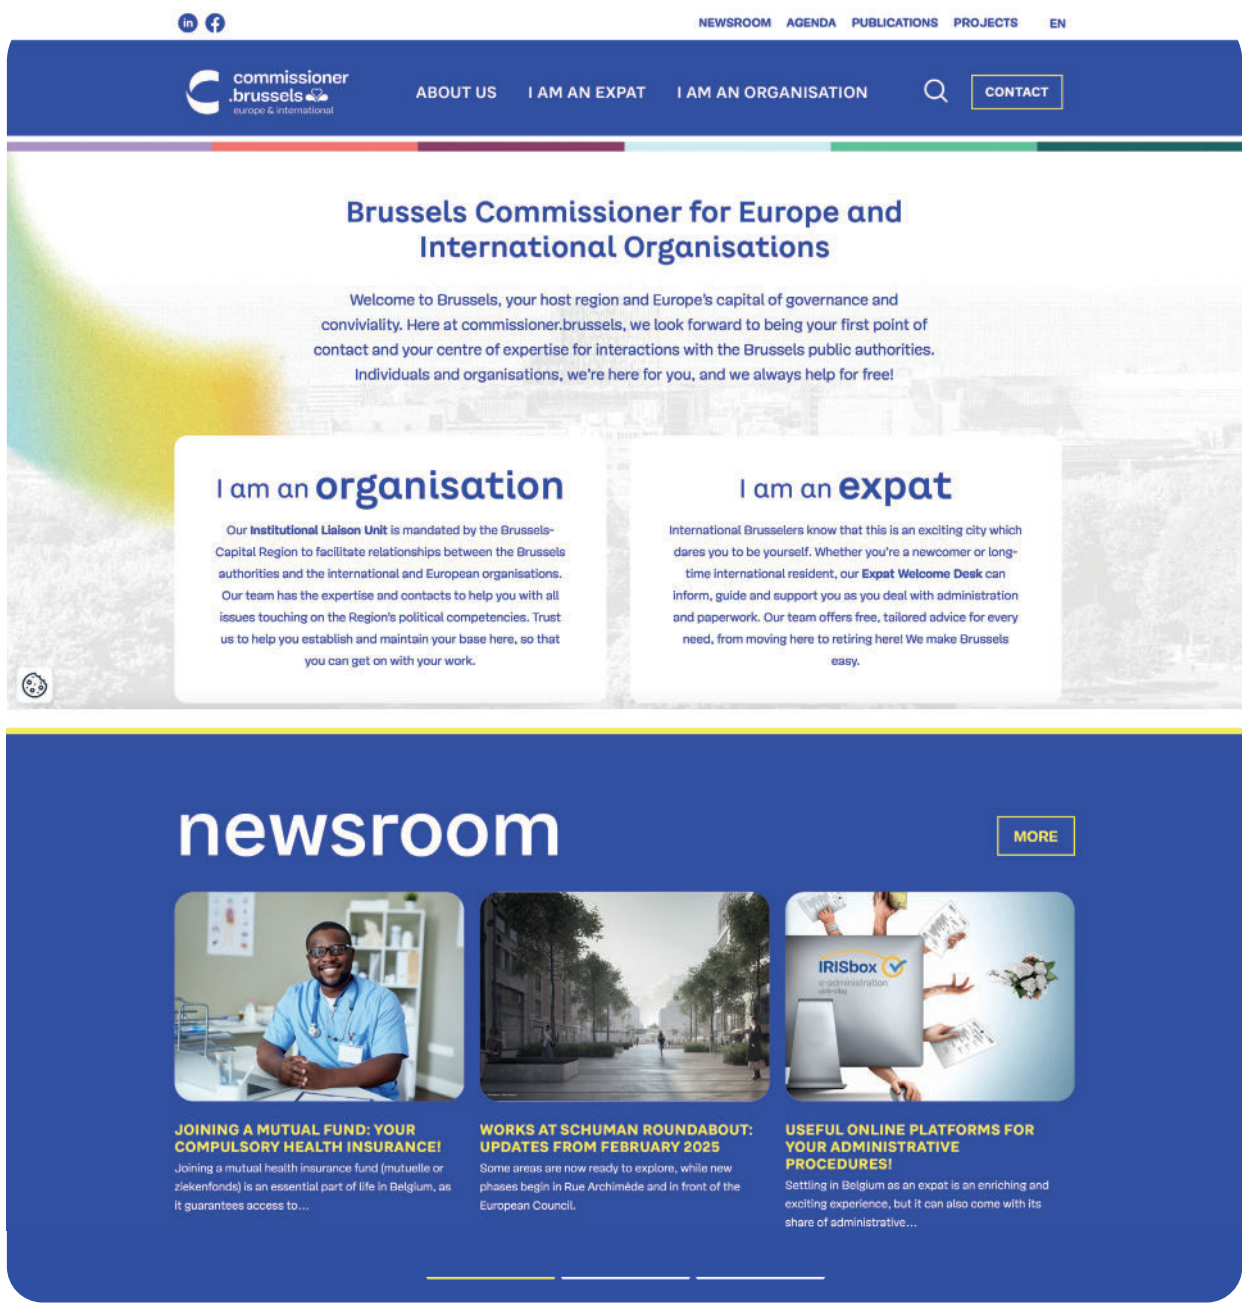 in f
NEWSROOM AGENDA PUBLICATIONS PROJECTS EN
commissioner
.brussels
europe & international
ABOUT US I AM AN EXPAT I AM AN ORGANISATION
CONTACT
Brussels Commissioner for Europe and
International Organisations
Welcome to Brussels, your host region and Europe's capital of governance and
conviviality. Here at commissioner.brussels, we look forward to being your first point of
contact and your centre of expertise for interactions with the Brussels public authorities.
Individuals and organisations, we're here for you, and we always help for free!
I am an organisation
Our Institutional Liaison Unit is mandated by the Brussels-
Capital Region to facilitate relationships between the Brussels
authorities and the international and European organisations.
Our team has the expertise and contacts to help you with all
issues touching on the Region's political competencies. Trust
us to help you establish and maintain your base here, so that
you can get on with your work.
I am an expat
International Brusselers know that this is an exciting city which
dares you to be yourself. Whether you're a newcomer or long-
time international resident, our Expat Welcome Desk can
inform, guide and support you as you deal with administration
and paperwork. Our team offers free, tailored advice for every
need, from moving here to retiring here! We make Brussels
easy.
newsroom
MORE
IRISbox
e-administration
JOINING A MUTUAL FUND: YOUR
COMPULSORY HEALTH INSURANCE!
Joining a mutual health insurance fund (mutuelle or
ziekenfonds) is an essential part of life in Belgium, as
it guarantees access to...
WORKS AT SCHUMAN ROUNDABOUT:
UPDATES FROM FEBRUARY 2025
Some areas are now ready to explore, while new
phases begin in Rue Archimède and in front of the
European Council.
USEFUL ONLINE PLATFORMS FOR
YOUR ADMINISTRATIVE
PROCEDURES!
Settling in Belgium as an expat is an enriching and
exciting experience, but it can also come with its
share of administrative...